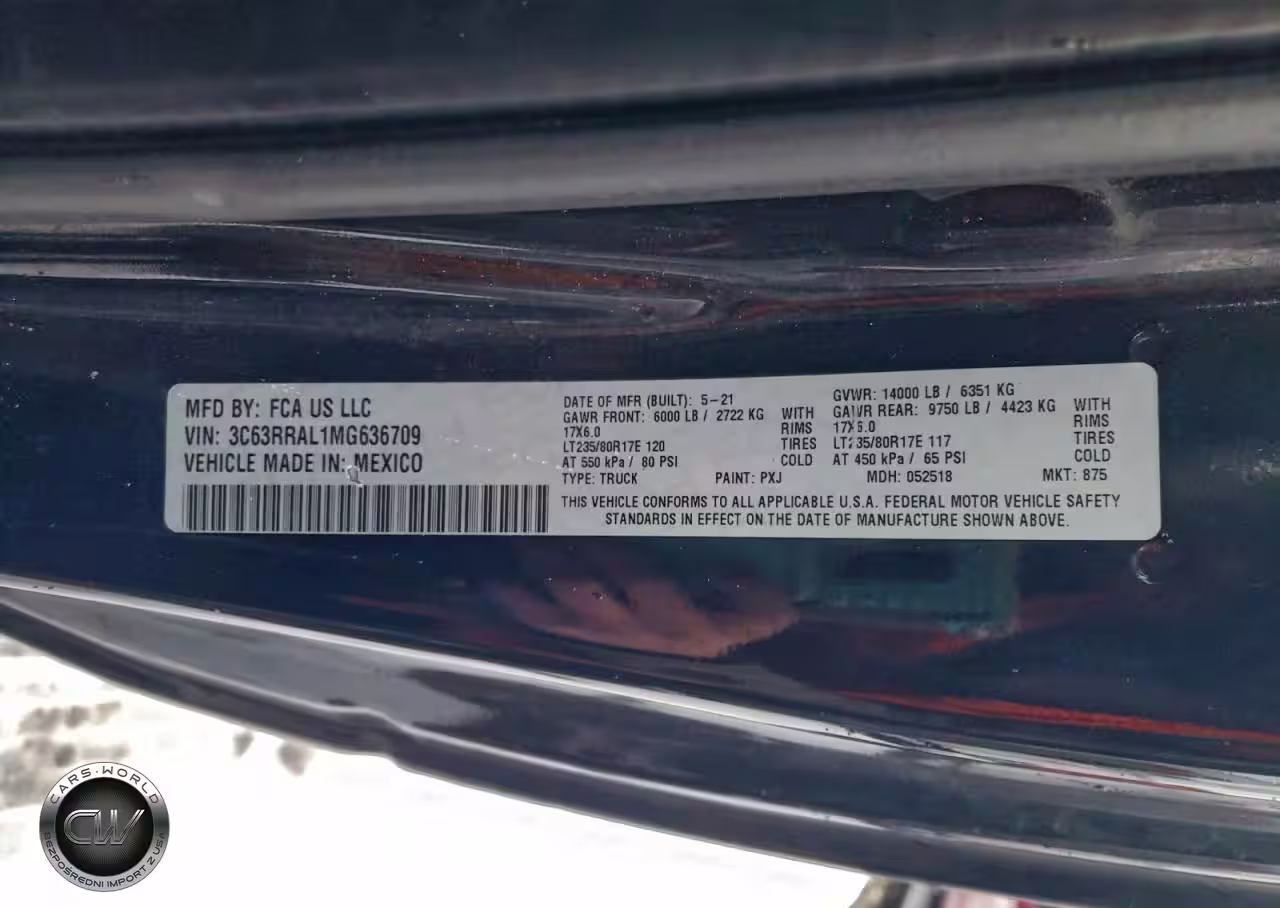 MFD BY: FCA US LLC
VIN: 3C63RRAL1MG636709
VEHICLE MADE IN: MEXICO
DATE OF MFR (BUILT): 5-21
GAWR FRONT: 6000 LB / 2722 KG WITH
17X6.0 RIMS
LT235/80R17E 120 TIRES
AT 550 kPa / 80 PSI COLD
GVWR: 14000 LB / 6351 KG
GAWR REAR: 9750 LB / 4423 KG WITH
17X6.0 RIMS
LT235/80R17E 117 TIRES
AT 450 kPa / 65 PSI COLD
TYPE: TRUCK PAINT: PXJ MDH: 052518 MKT: 875
THIS VEHICLE CONFORMS TO ALL APPLICABLE U.S.A. FEDERAL MOTOR VEHICLE SAFETY
STANDARDS IN EFFECT ON THE DATE OF MANUFACTURE SHOWN ABOVE.
CARS·WORLD
CW
BEZPOŚREDNI IMPORT Z USA